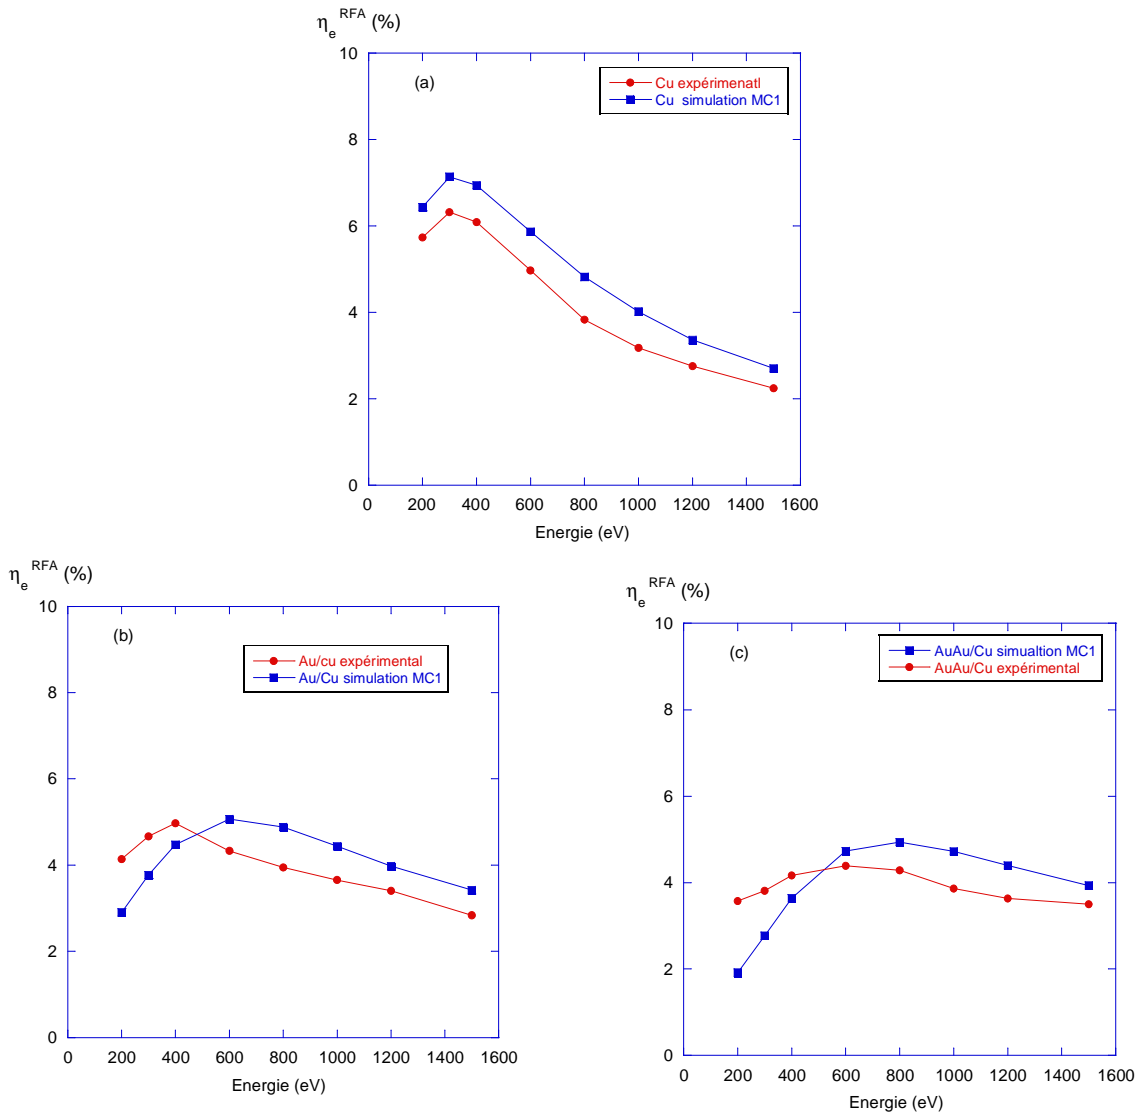 η_e^RFA (%)
10
(a)
Cu expérimenatl
Cu simulation MC1
8
6
4
2
0
0 200 400 600 800 1000 1200 1400 1600
Energie (eV)
η_e^RFA (%)
10
(b)
Au/cu expérimental
Au/Cu simulation MC1
8
6
4
2
0
0 200 400 600 800 1000 1200 1400 1600
Energie (eV)
η_e^RFA (%)
10
(c)
AuAu/Cu simualtion MC1
AuAu/Cu expérimental
8
6
4
2
0
0 200 400 600 800 1000 1200 1400 1600
Energie (eV)